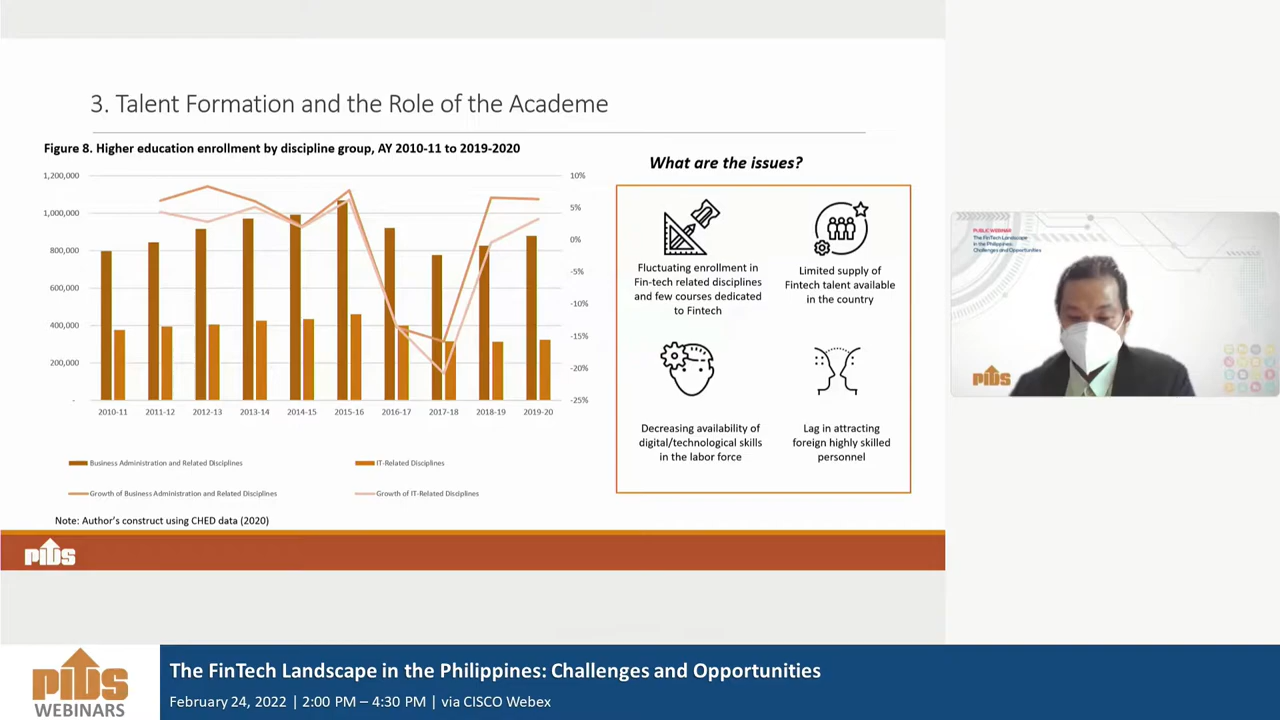 3. Talent Formation and the Role of the Academe
Figure 8. Higher education enrollment by discipline group, AY 2010-11 to 2019-2020
1,200,000
1,000,000
800,000
600,000
400,000
200,000
-
10%
5%
0%
-5%
-10%
-15%
-20%
-25%
2010-11 2011-12 2012-13 2013-14 2014-15 2015-16 2016-17 2017-18 2018-19 2019-20
Business Administration and Related Disciplines
IT-Related Disciplines
Growth of Business Administration and Related Disciplines
Growth of IT-Related Disciplines
Note: Author's construct using CHED data (2020)
What are the issues?
Fluctuating enrollment in
Fin-tech related disciplines
and few courses dedicated
to Fintech
Limited supply of
Fintech talent available
in the country
Decreasing availability of
digital/technological skills
in the labor force
Lag in attracting
foreign highly skilled
personnel
PUBLIC WEBINAR
The FinTech Landscape
in the Philippines:
Challenges and Opportunities
PIDS
PIDS
PIDS
WEBINARS
The FinTech Landscape in the Philippines: Challenges and Opportunities
February 24, 2022 | 2:00 PM – 4:30 PM | via CISCO Webex